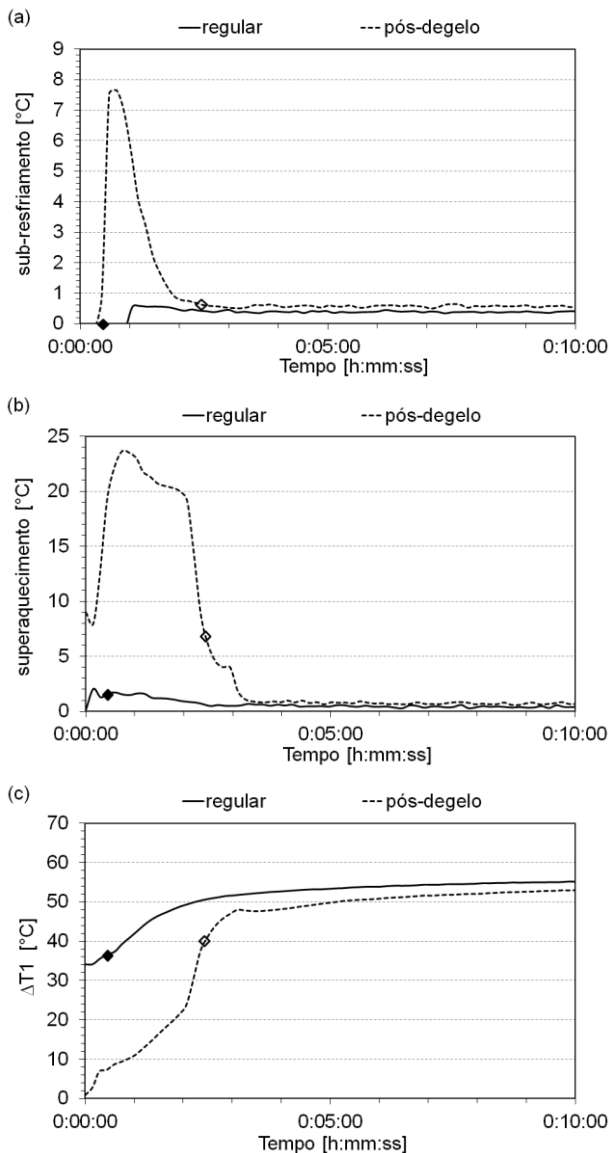 (a)
regular pós-degelo
9
8
7
6
5
4
3
2
1
0
sub-resfriamento [°C]
0:00:00 0:05:00 0:10:00
Tempo [h:mm:ss]
(b)
regular pós-degelo
25
20
15
10
5
0
superaquecimento [°C]
0:00:00 0:05:00 0:10:00
Tempo [h:mm:ss]
(c)
regular pós-degelo
70
60
50
40
30
20
10
0
ΔT1 [°C]
0:00:00 0:05:00 0:10:00
Tempo [h:mm:ss]